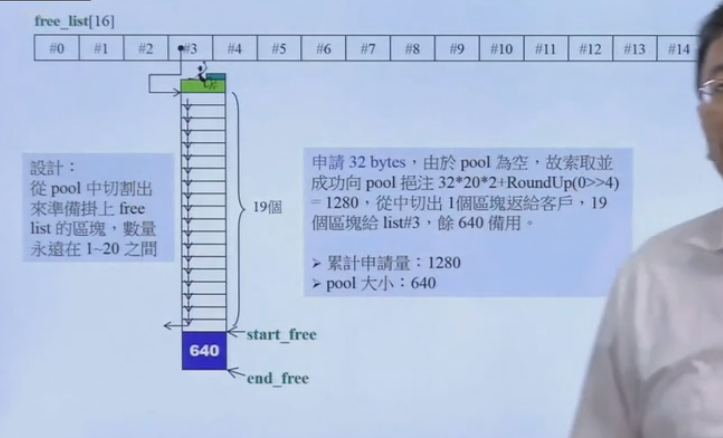 free_list[16]
#0 #1 #2 #3 #4 #5 #6 #7 #8 #9 #10 #11 #12 #13 #14
設計：
從 pool 中切割出
來準備掛上 free
list 的區塊，數量
永遠在 1~20 之間
19個
申請 32 bytes，由於 pool 為空，故索取並
成功向 pool 挹注 32*20*2+RoundUp(0>>4)
= 1280，從中切出 1個區塊返給客戶，19
個區塊給 list#3，餘 640 備用。
➢ 累計申請量：1280
➢ pool 大小：640
start_free
640
end_free